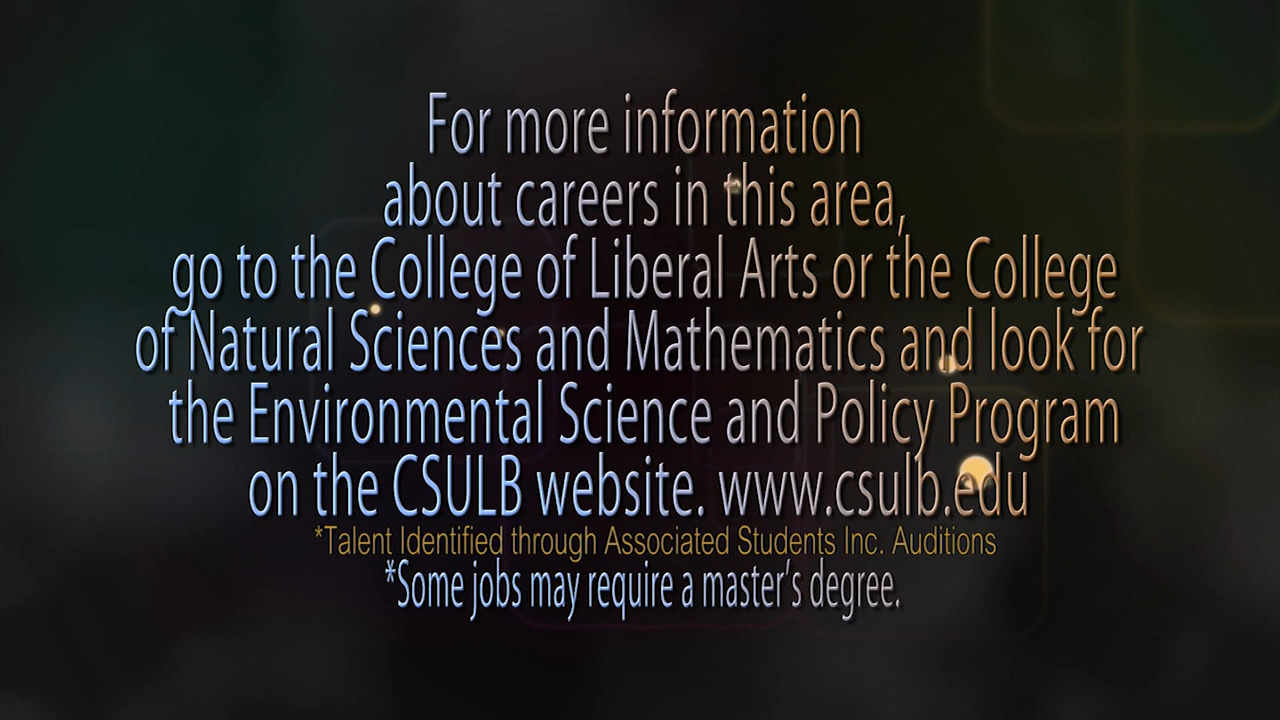 For more information
about careers in this area,
go to the College of Liberal Arts or the College
of Natural Sciences and Mathematics and look for
the Environmental Science and Policy Program
on the CSULB website. www.csulb.edu
*Talent Identified through Associated Students Inc. Auditions
*Some jobs may require a master's degree.